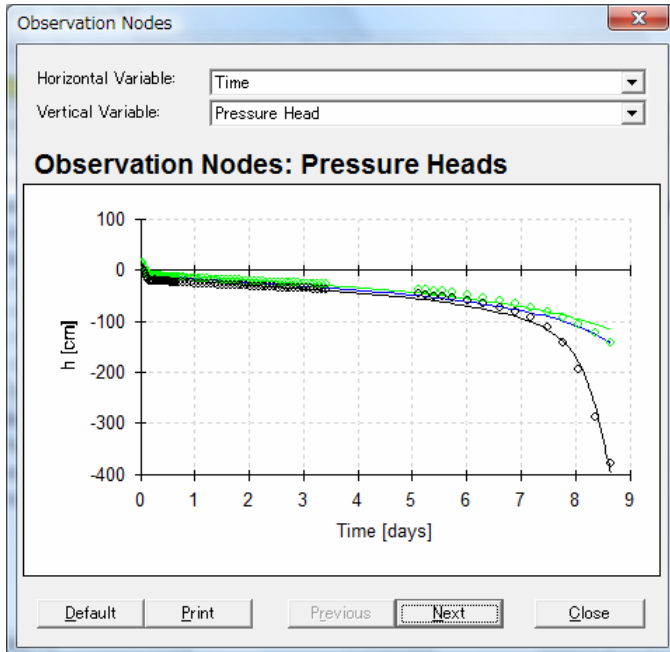 Observation Nodes
Horizontal Variable: Time
Vertical Variable: Pressure Head
Observation Nodes: Pressure Heads
100
0
-100
-200
-300
-400
h [cm]
0 1 2 3 4 5 6 7 8 9
Time [days]
Default Print Previous Next Close